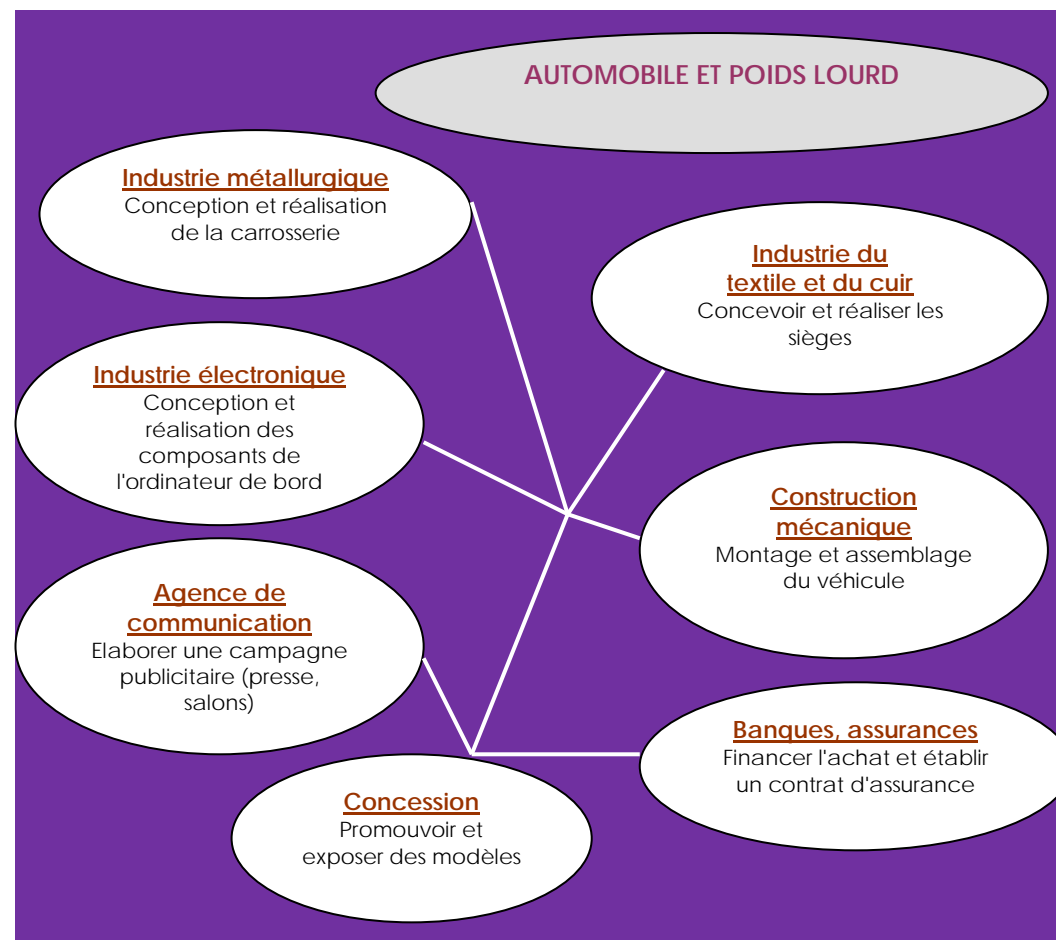 AUTOMOBILE ET POIDS LOURD
Industrie métallurgique
Conception et réalisation
de la carrosserie
Industrie du
textile et du cuir
Concevoir et réaliser les
sièges
Industrie électronique
Conception et
réalisation des
composants de
l'ordinateur de bord
Construction
mécanique
Montage et assemblage
du véhicule
Agence de
communication
Elaborer une campagne
publicitaire (presse,
salons)
Banques, assurances
Financer l'achat et établir
un contrat d'assurance
Concession
Promouvoir et
exposer des modèles